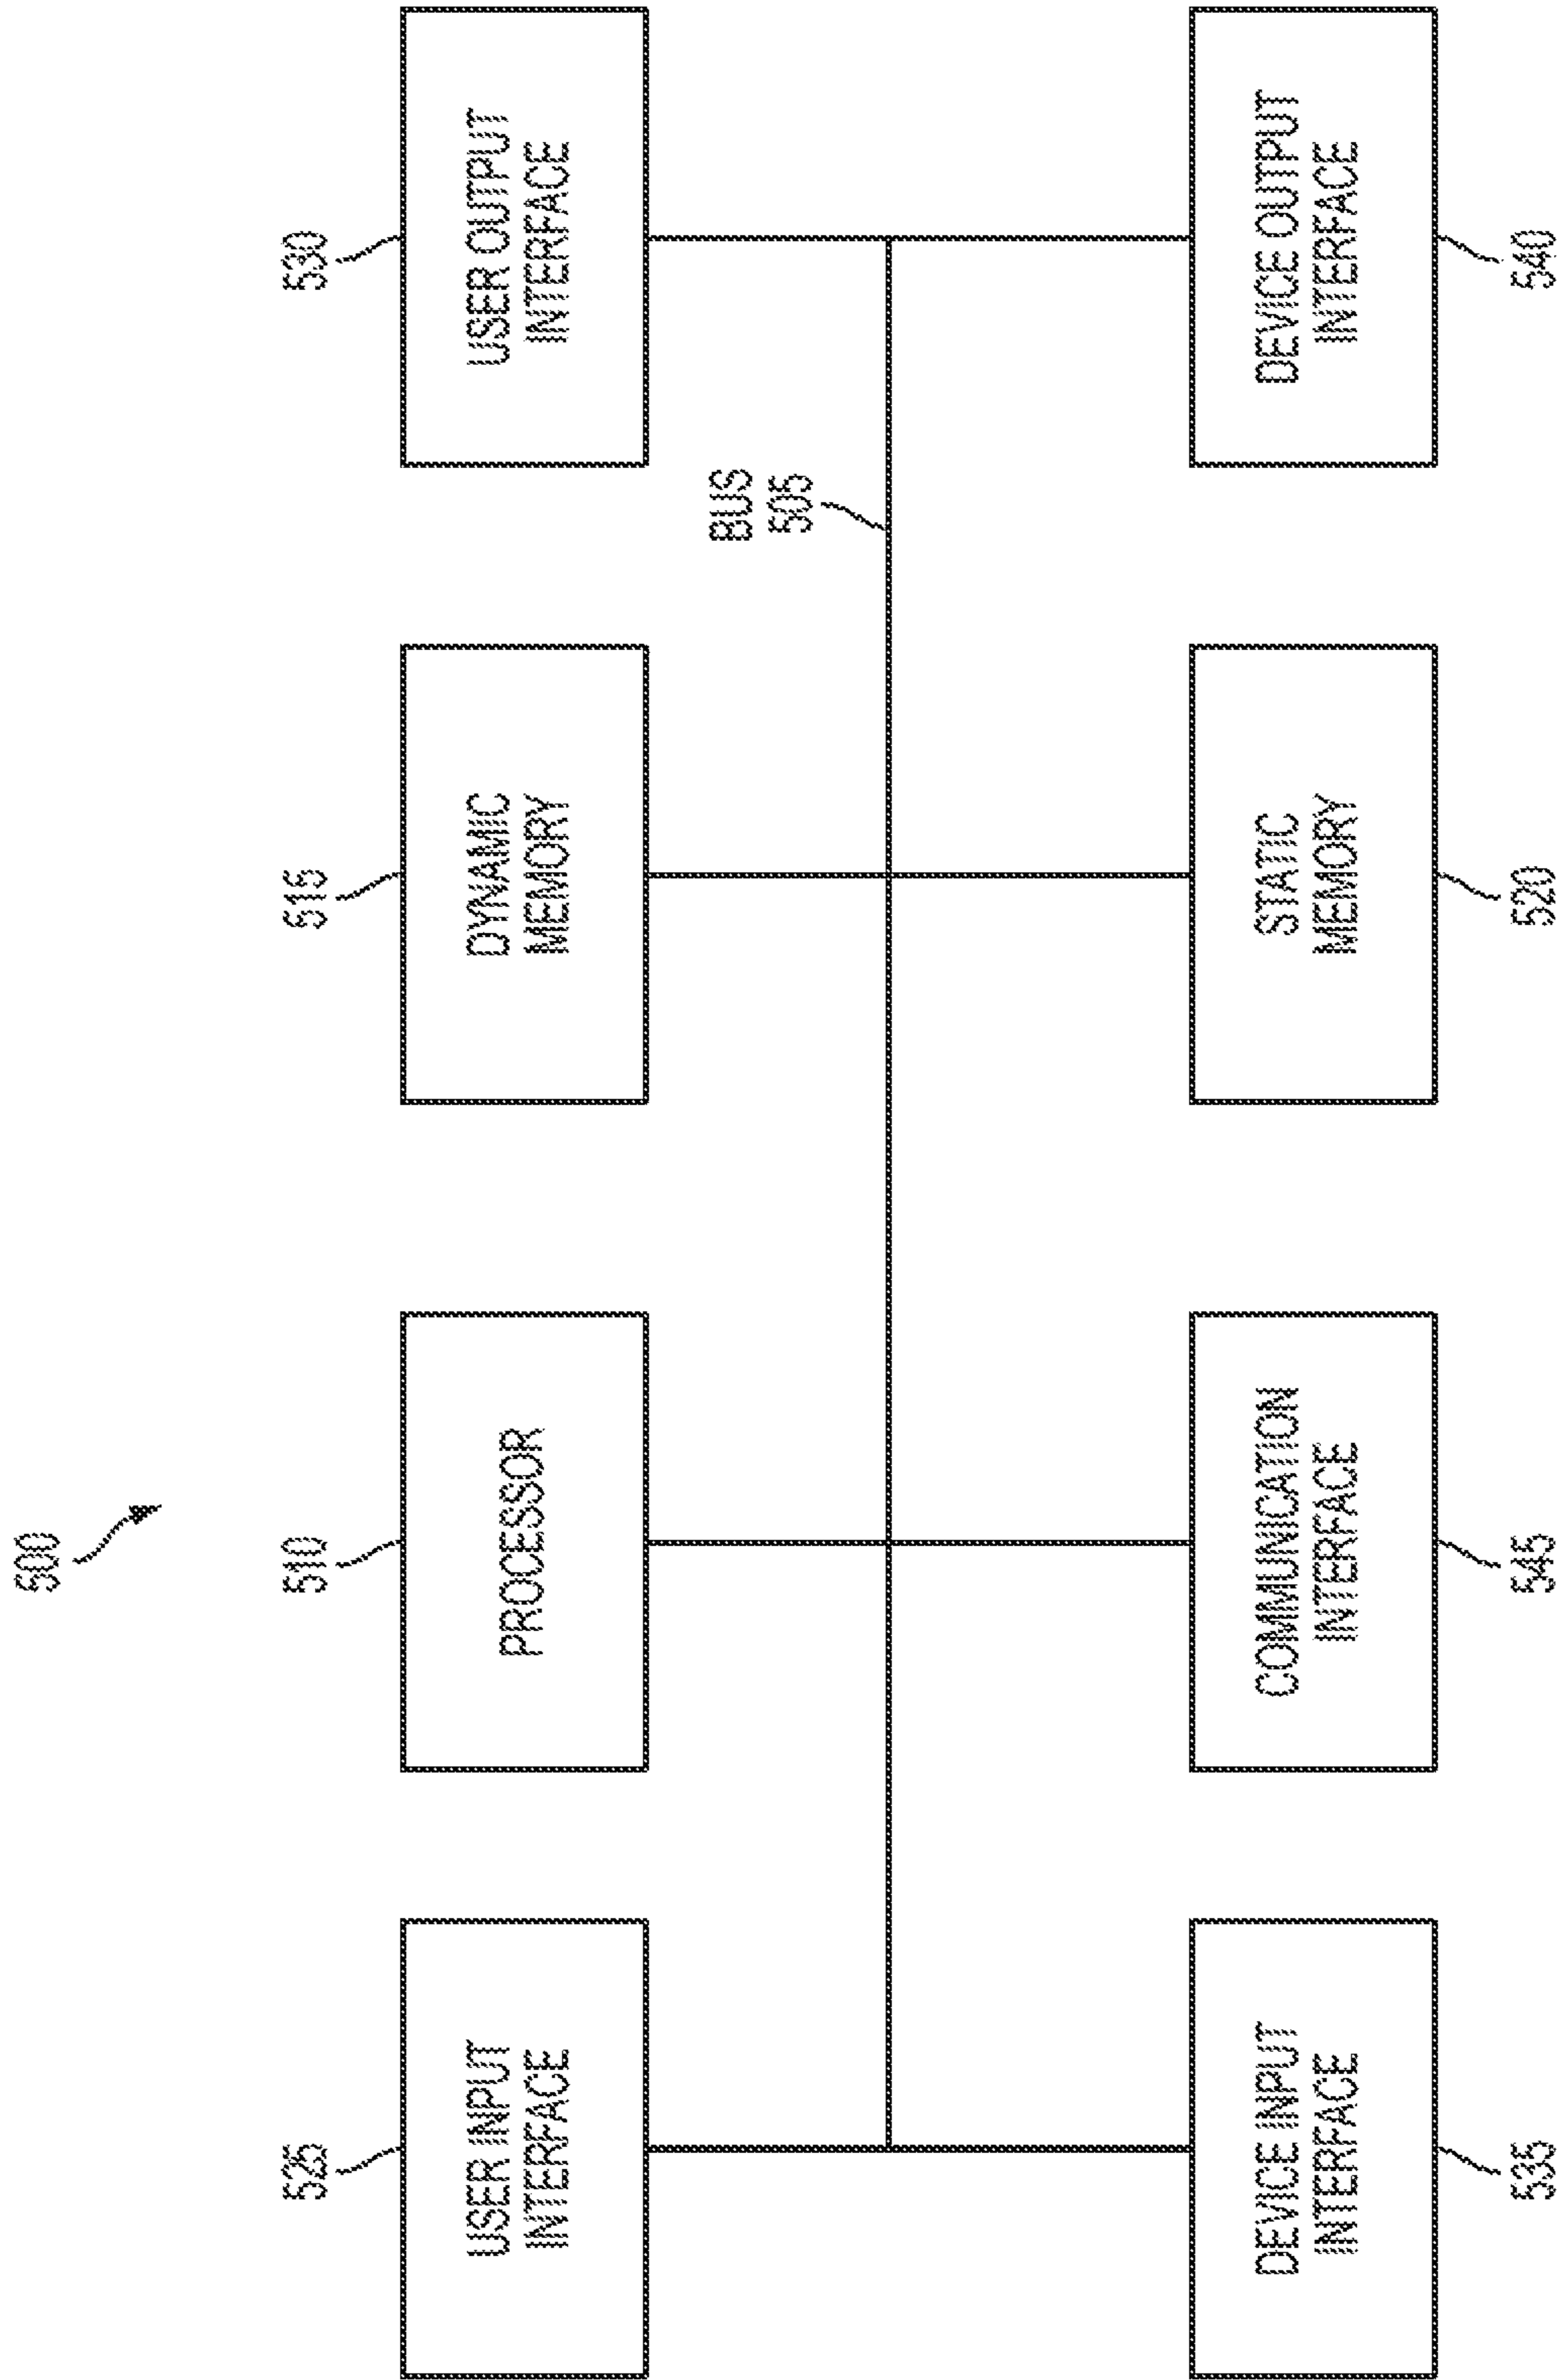 500
525
510
515
530
USER INPUT
INTERFACE
PROCESSOR
DYNAMIC
MEMORY
USER OUTPUT
INTERFACE
BUS
505
DEVICE INPUT
INTERFACE
COMMUNICATION
INTERFACE
STATIC
MEMORY
DEVICE OUTPUT
INTERFACE
535
545
520
540